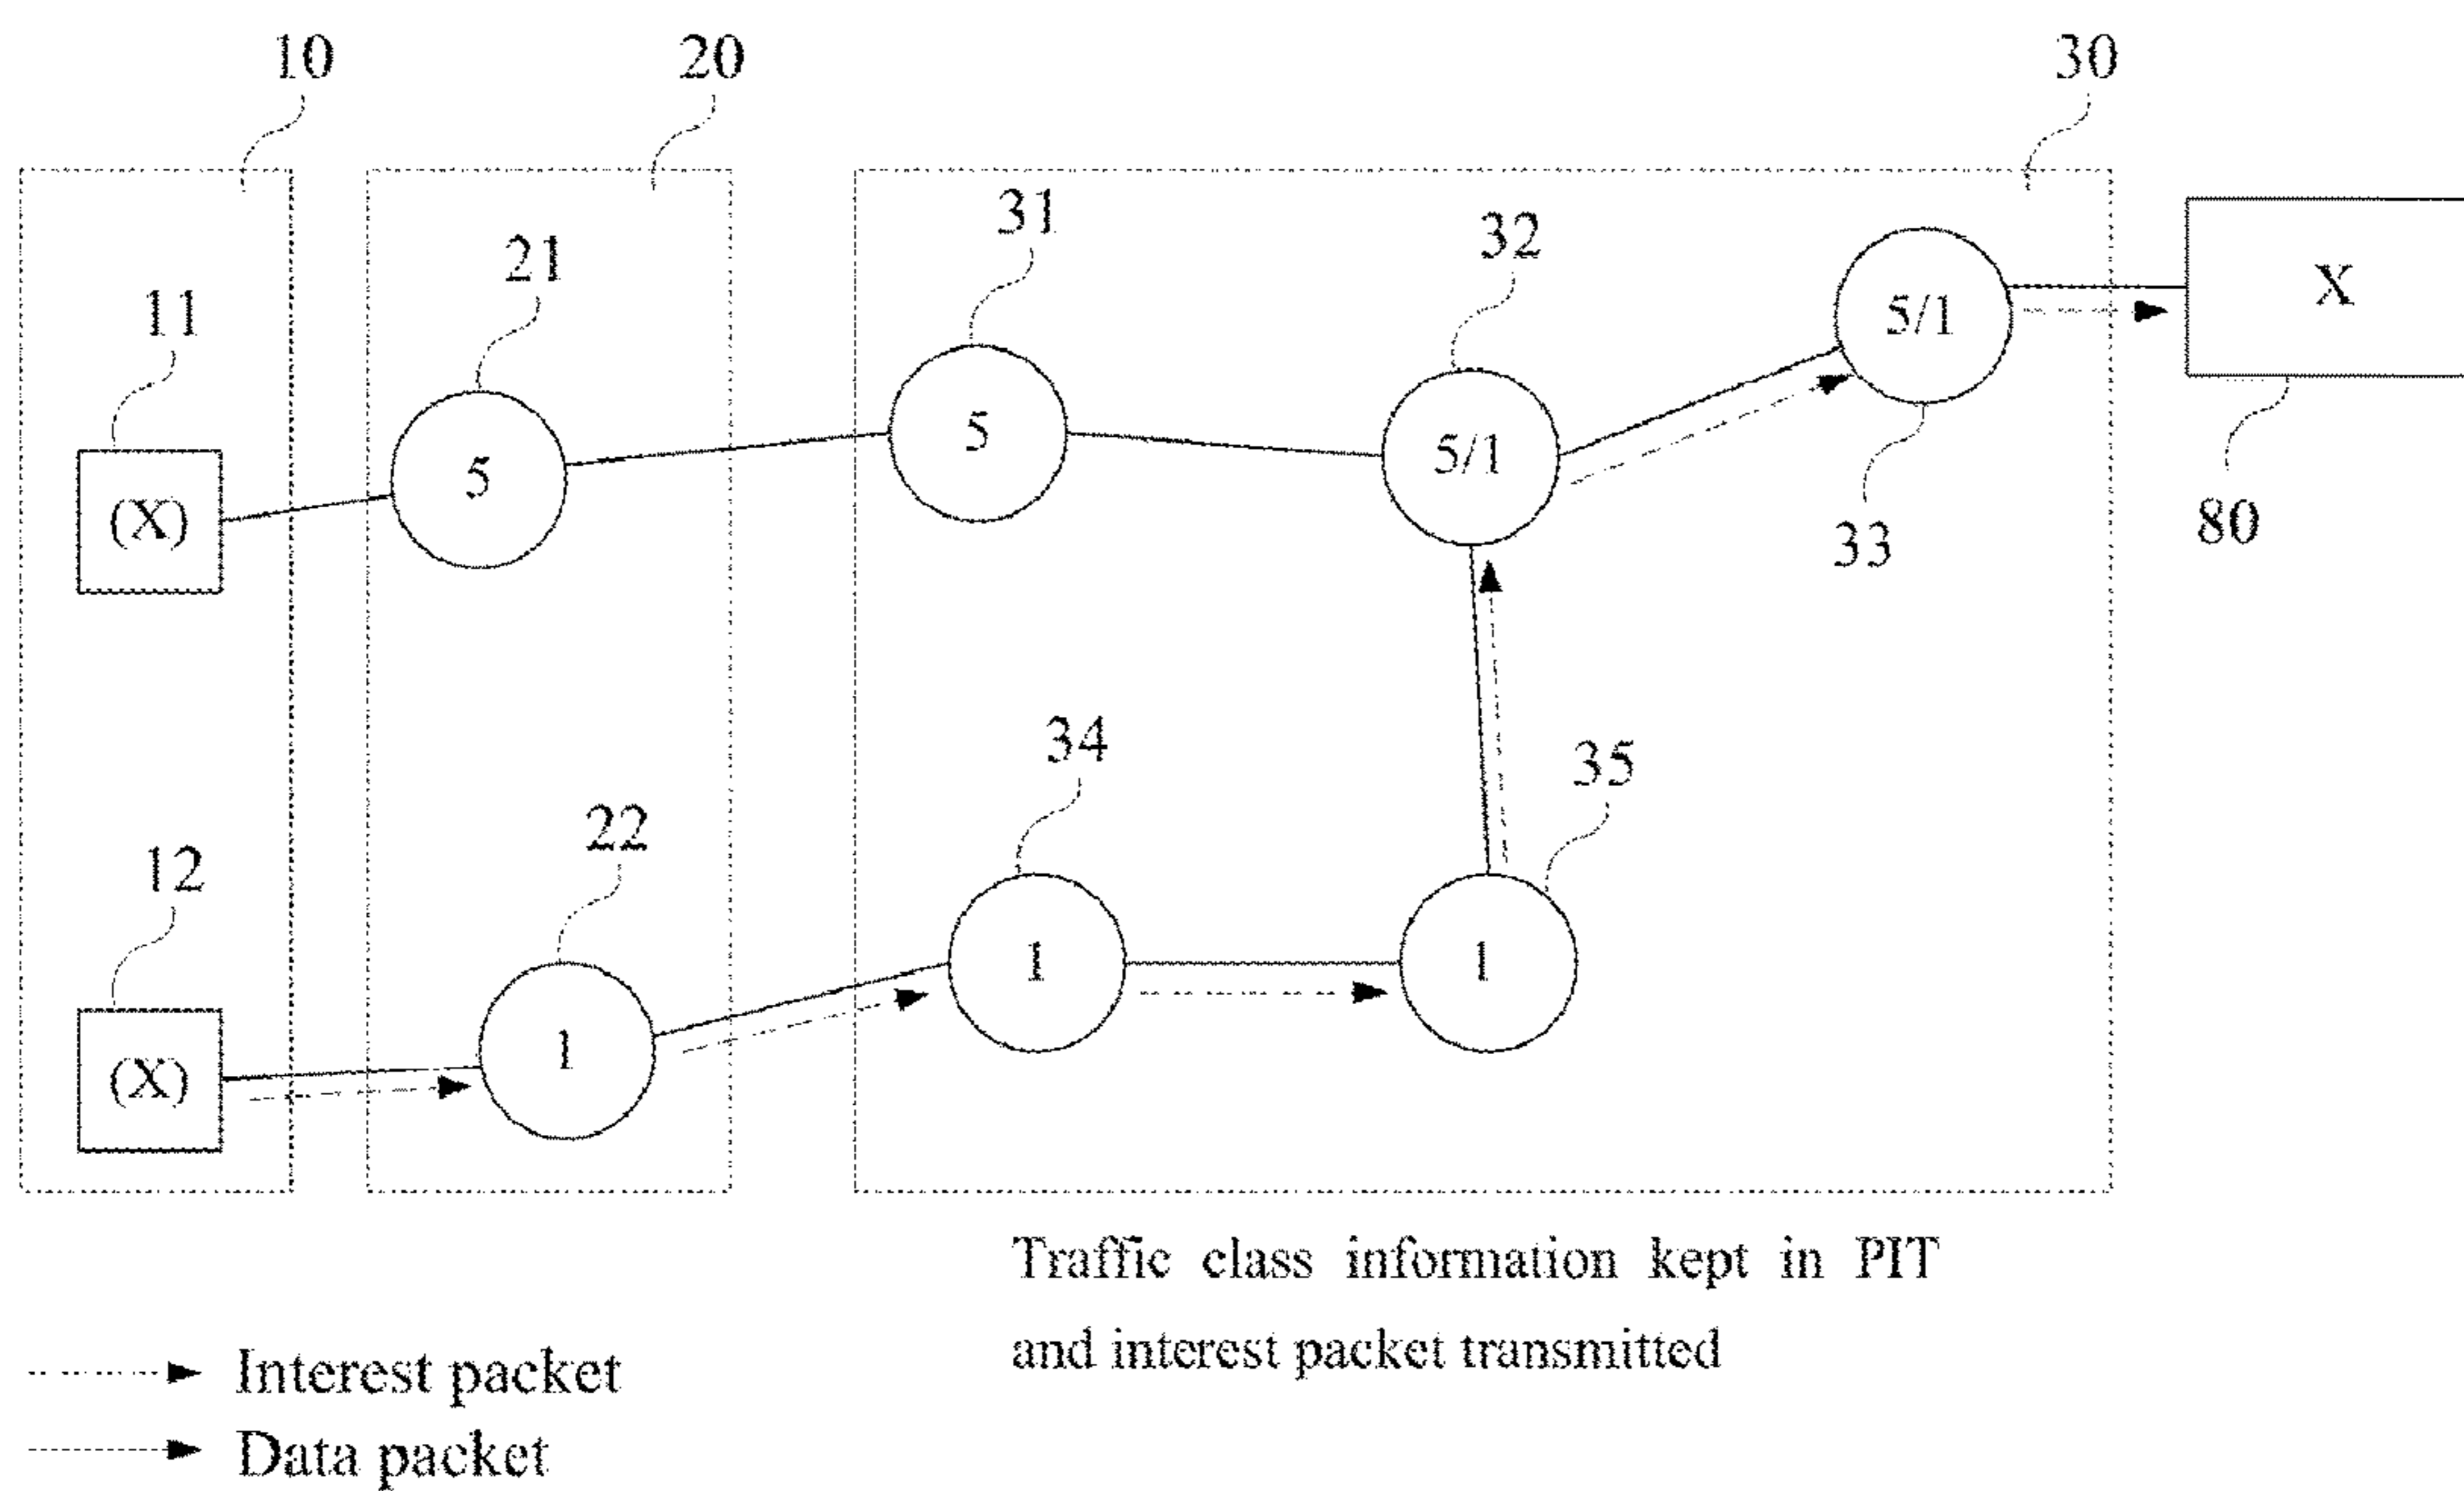 10
20
30
31
32
21
11
X
5/1
5
5/1
5
(X)
80
33
34
35
22
12
1
1
1
(X)
Traffic class information kept in PIT
and interest packet transmitted
Interest packet
Data packet